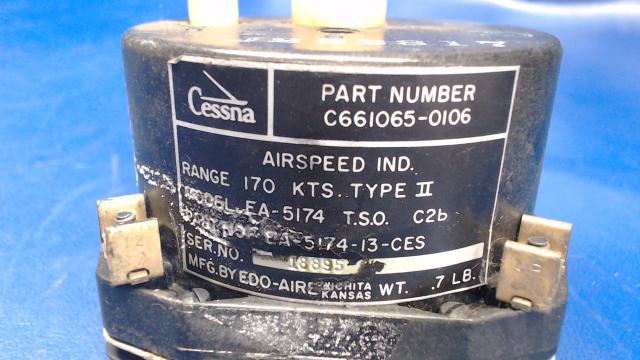 Cessna
PART NUMBER
C661065-0106
AIRSPEED IND.
RANGE 170 KTS. TYPE II
MODEL EA-5174 T.S.O. C2b
EA-5174-13-CES
SER. NO. 18895
MFG. BY EDO-AIRE WICHITA KANSAS WT. .7 LB.